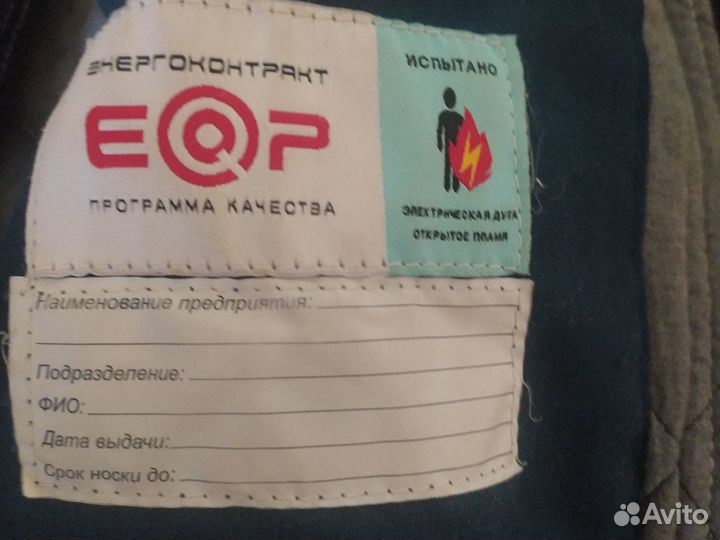 ЭНЕРГОКОНТРАКТ
EQP
ПРОГРАММА КАЧЕСТВА
ИСПЫТАНО
ЭЛЕКТРИЧЕСКАЯ ДУГА
ОТКРЫТОЕ ПЛАМЯ
Наименование предприятия:
Подразделение:
ФИО:
Дата выдачи:
Срок носки до:
Avito